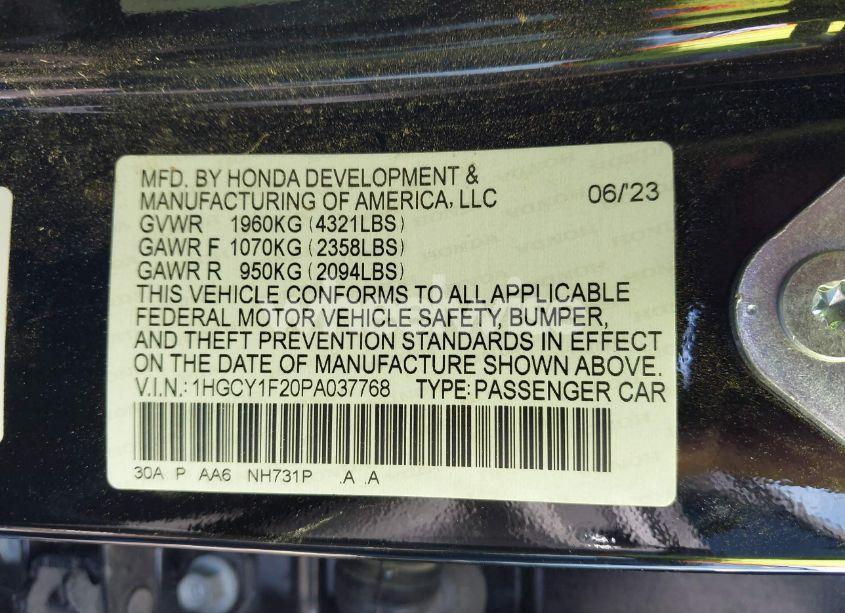 MFD. BY HONDA DEVELOPMENT &
MANUFACTURING OF AMERICA, LLC 06/'23
GVWR 1960KG (4321LBS)
GAWR F 1070KG (2358LBS)
GAWR R 950KG (2094LBS)
THIS VEHICLE CONFORMS TO ALL APPLICABLE
FEDERAL MOTOR VEHICLE SAFETY, BUMPER,
AND THEFT PREVENTION STANDARDS IN EFFECT
ON THE DATE OF MANUFACTURE SHOWN ABOVE.
V.I.N.: 1HGCY1F20PA037768 TYPE: PASSENGER CAR
30A P AA6 NH731P .A .A